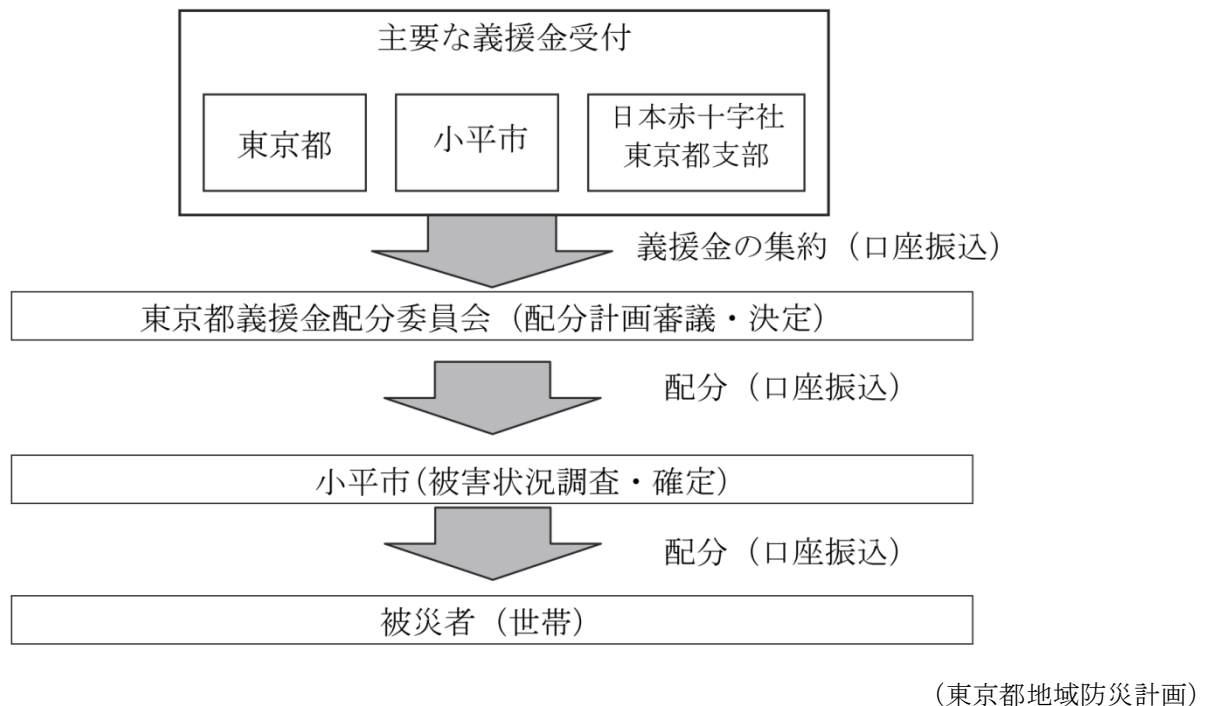 主要な義援金受付
東京都
小平市
日本赤十字社
東京都支部
義援金の集約（口座振込）
東京都義援金配分委員会（配分計画審議・決定）
配分（口座振込）
小平市(被害状況調査・確定)
配分（口座振込）
被災者（世帯）
（東京都地域防災計画）